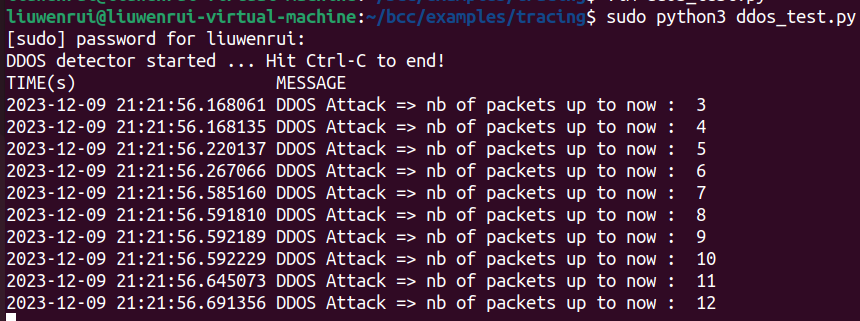 liuwenrui@liuwenrui-virtual-machine:~/bcc/examples/tracing$ sudo python3 ddos_test.py
[sudo] password for liuwenrui:
DDOS detector started ... Hit Ctrl-C to end!
TIME(s) MESSAGE
2023-12-09 21:21:56.168061 DDOS Attack => nb of packets up to now : 3
2023-12-09 21:21:56.168135 DDOS Attack => nb of packets up to now : 4
2023-12-09 21:21:56.220137 DDOS Attack => nb of packets up to now : 5
2023-12-09 21:21:56.267066 DDOS Attack => nb of packets up to now : 6
2023-12-09 21:21:56.585160 DDOS Attack => nb of packets up to now : 7
2023-12-09 21:21:56.591810 DDOS Attack => nb of packets up to now : 8
2023-12-09 21:21:56.592189 DDOS Attack => nb of packets up to now : 9
2023-12-09 21:21:56.592229 DDOS Attack => nb of packets up to now : 10
2023-12-09 21:21:56.645073 DDOS Attack => nb of packets up to now : 11
2023-12-09 21:21:56.691356 DDOS Attack => nb of packets up to now : 12